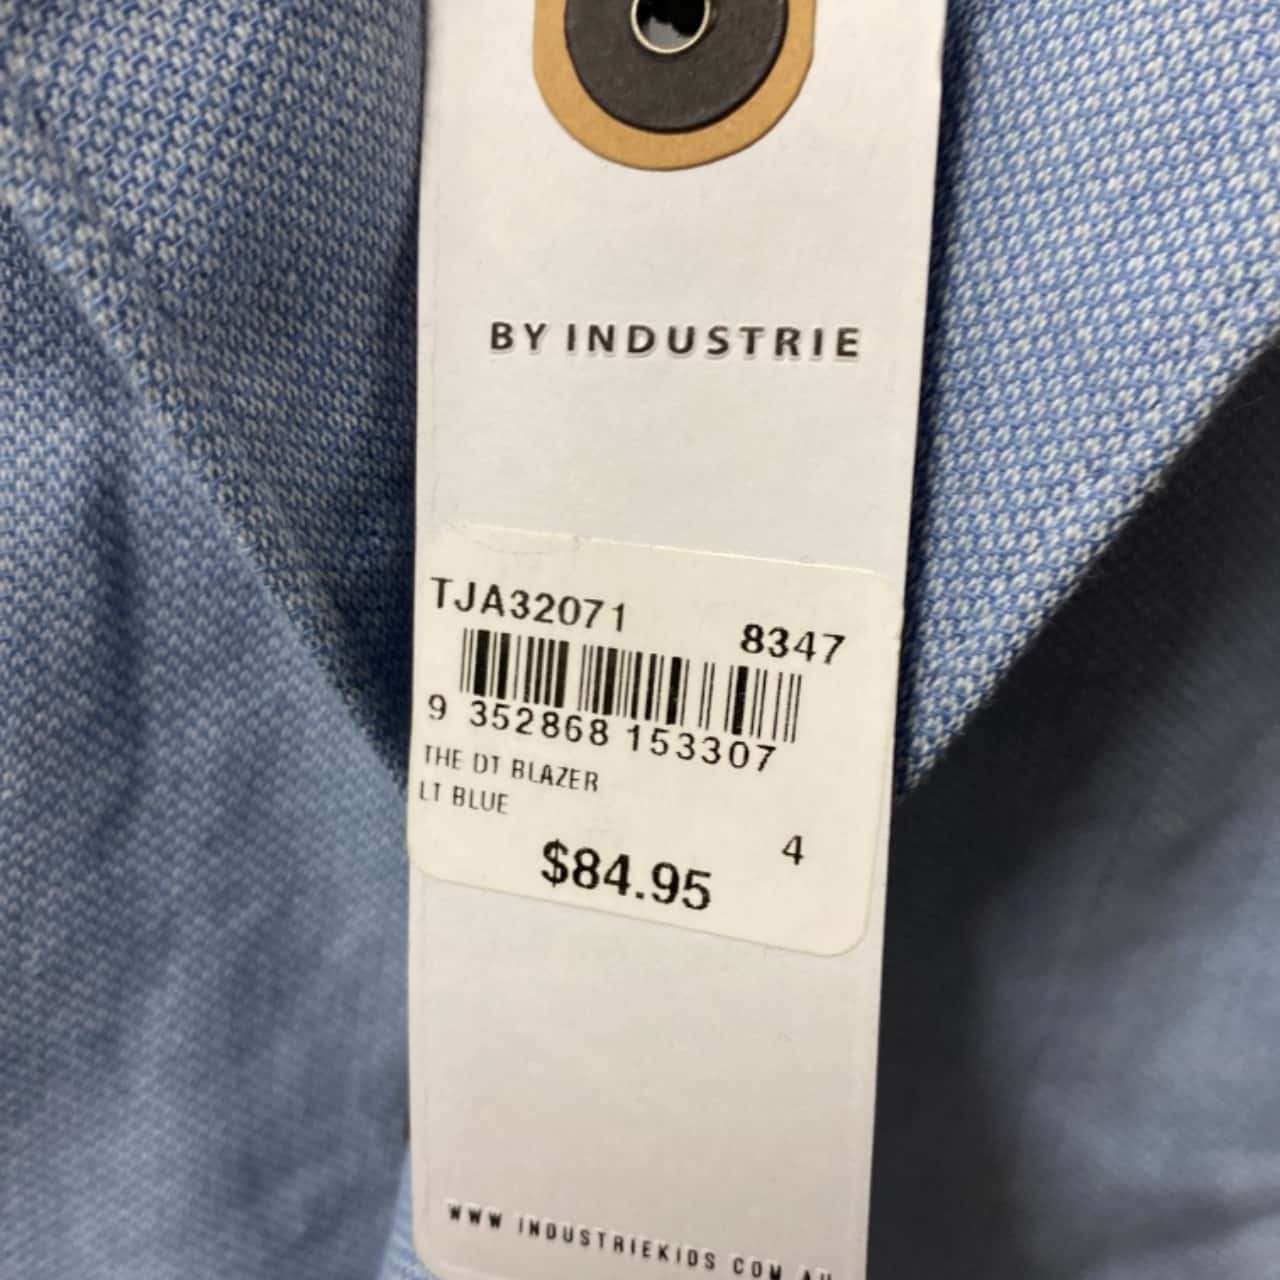 BY INDUSTRIE
TJA32071 8347
9 352868 153307
THE DT BLAZER
LT BLUE
4
$84.95
WWW INDUSTRIEKIDS COM AU